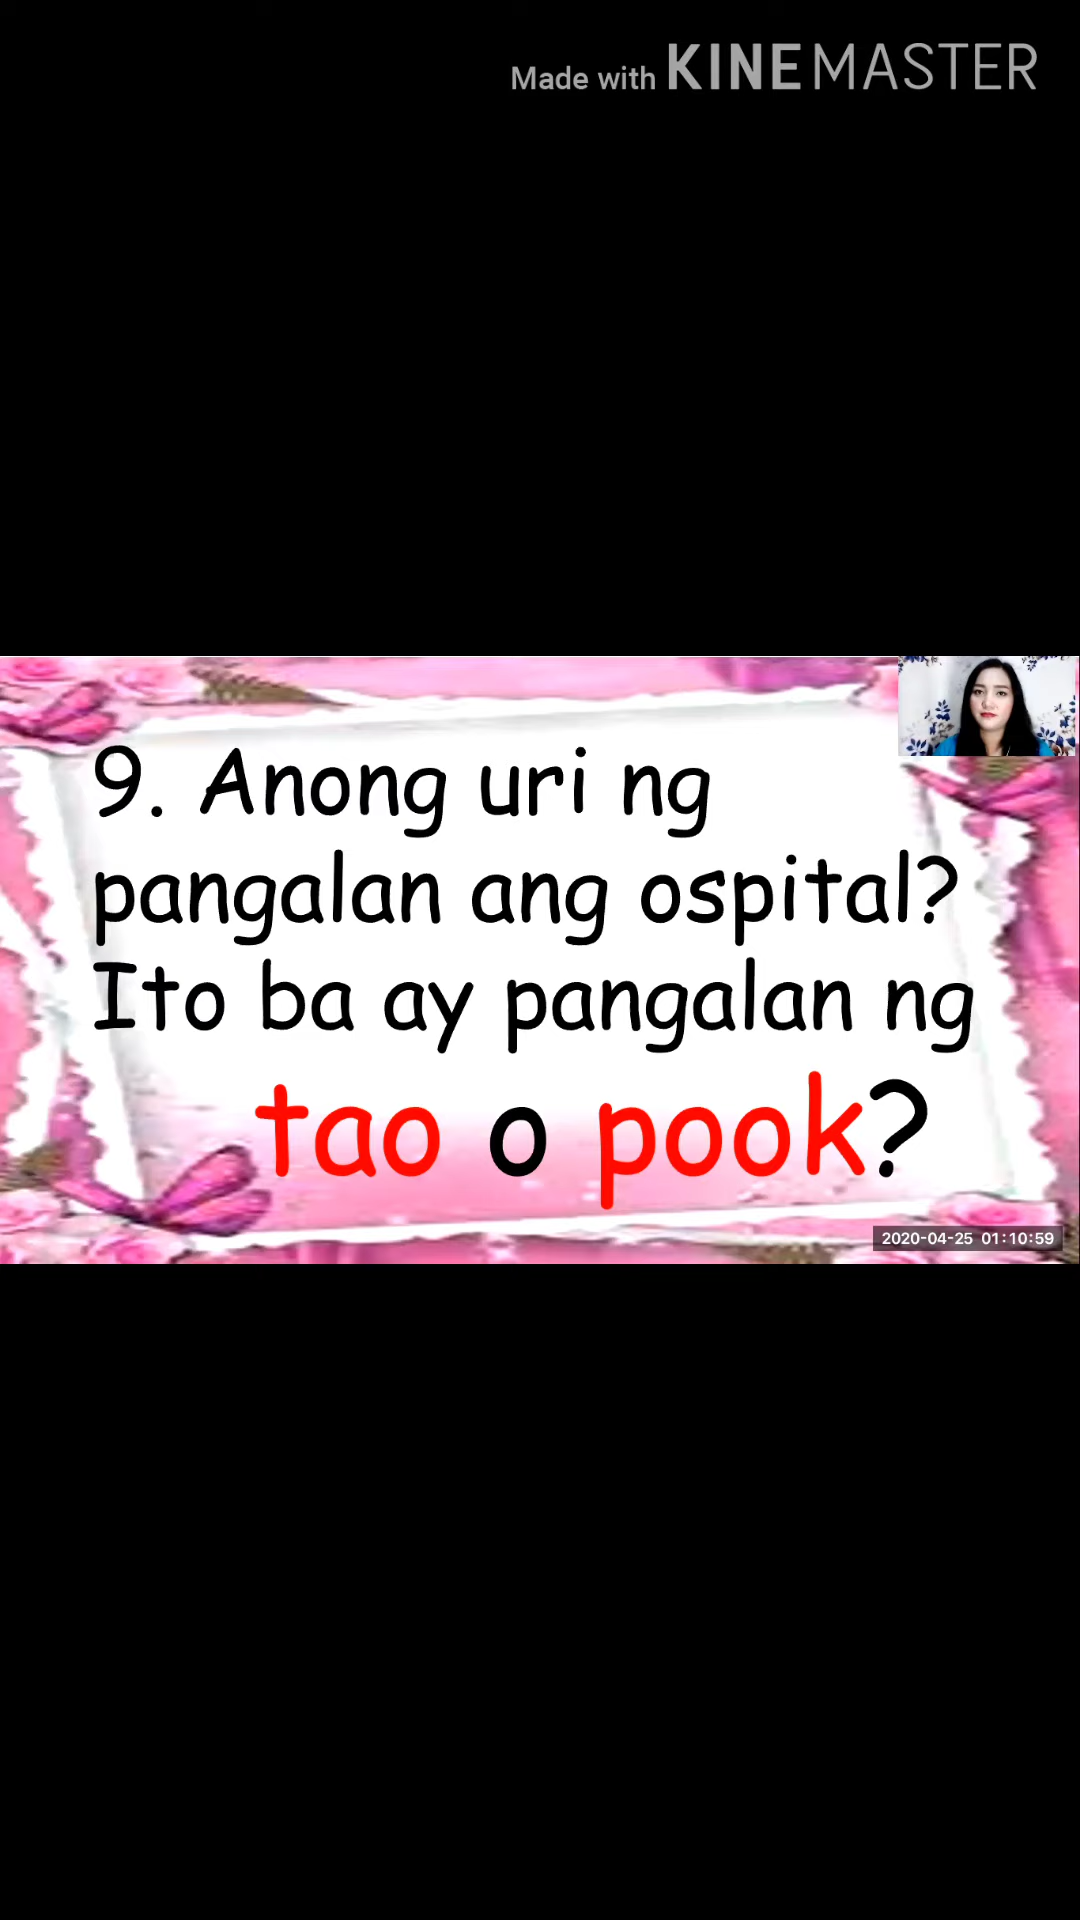 Made with KINEMASTER
9. Anong uri ng
pangalan ang ospital?
Ito ba ay pangalan ng
tao o pook?
2020-04-25 01:10:59